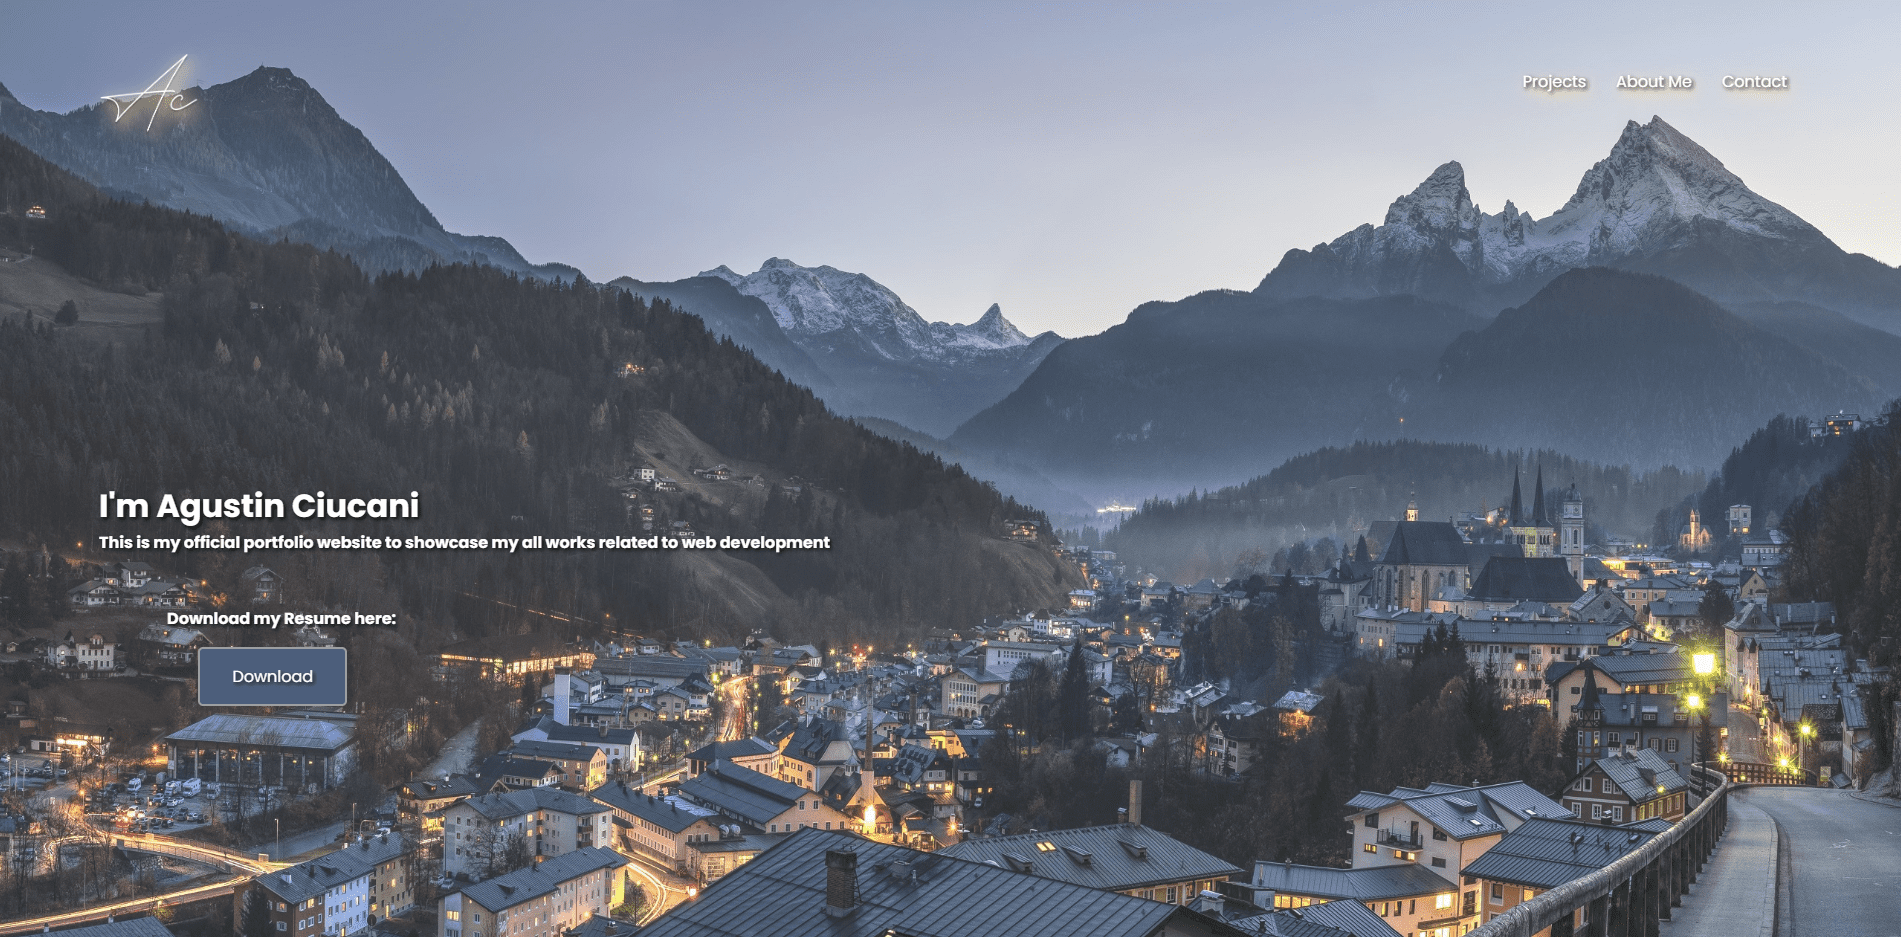 Ac
Projects About Me Contact
I'm Agustin Ciucani
This is my official portfolio website to showcase my all works related to web development
Download my Resume here:
Download